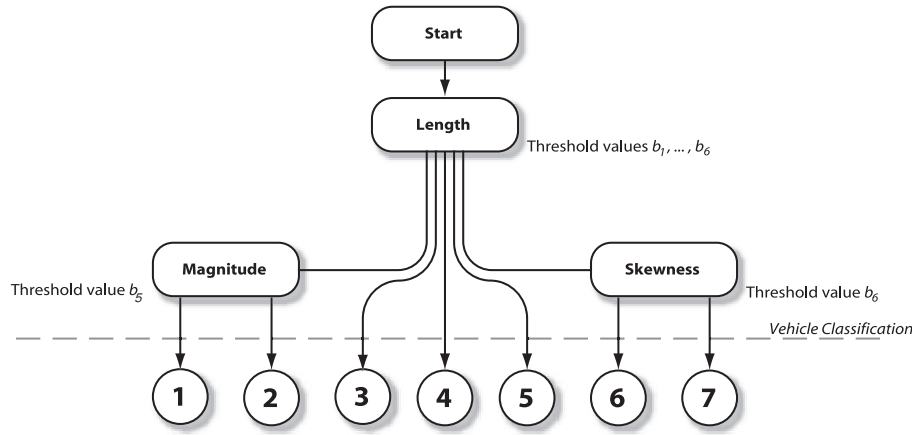 Start
Length
Threshold values b₁, ... , b₆
Magnitude
Skewness
Threshold value b₅
Threshold value b₆
Vehicle Classification
1 2 3 4 5 6 7